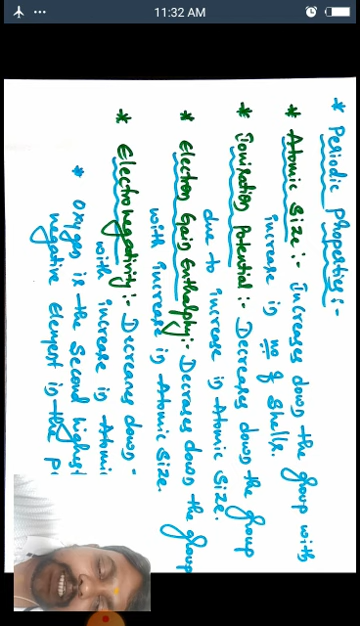 11:32 AM
* Periodic Properties:-
* Atomic Size:- increases down the group with
increase in no of shells.
* Ionization Potential:- Decreases down the group
due to increase in Atomic size.
* Electron Gain Enthalpy:- Decreases down the group
with increase in Atomic size.
* Electronegativity:- Decreases down-
with increase in Atomi
* Oxygen is the second highest
negative Element in the p